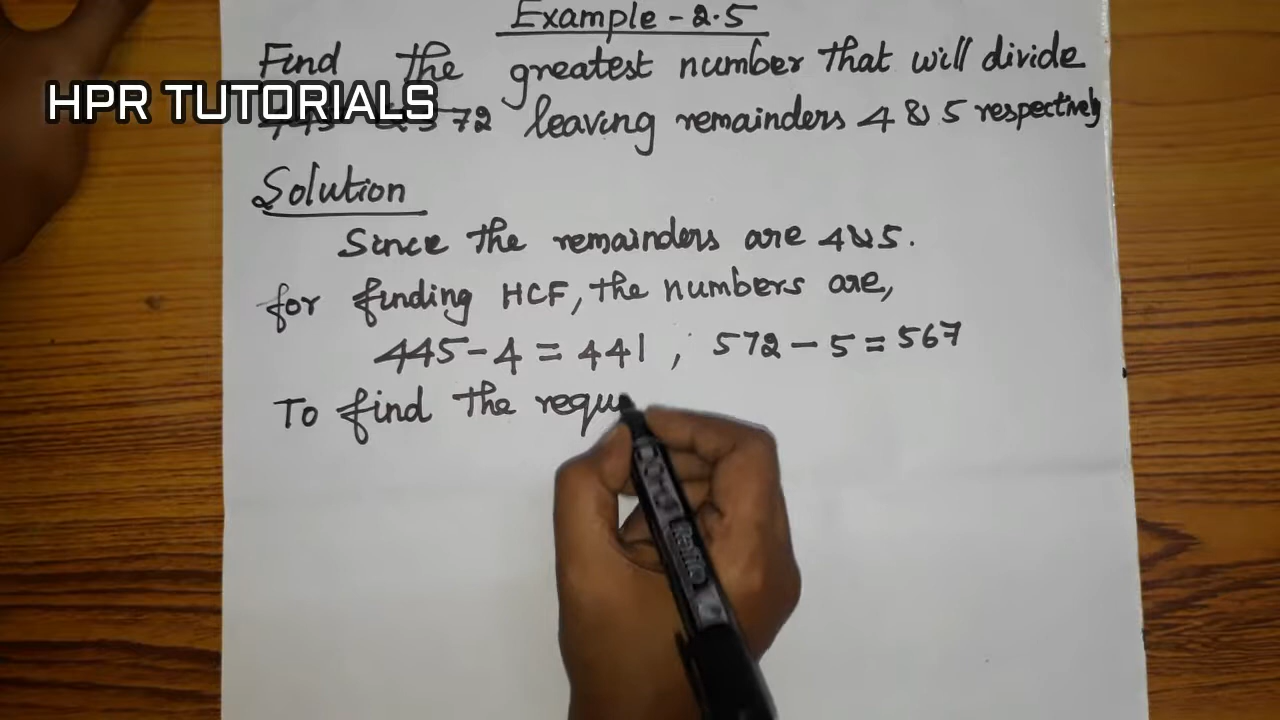 Example - 2.5
Find the greatest number that will divide
HPR TUTORIALS
445 & 572 leaving remainders 4 & 5 respectively
Solution
Since the remainders are 4 & 5.
for finding HCF, the numbers are,
445 - 4 = 441 ; 572 - 5 = 567
To find the requ